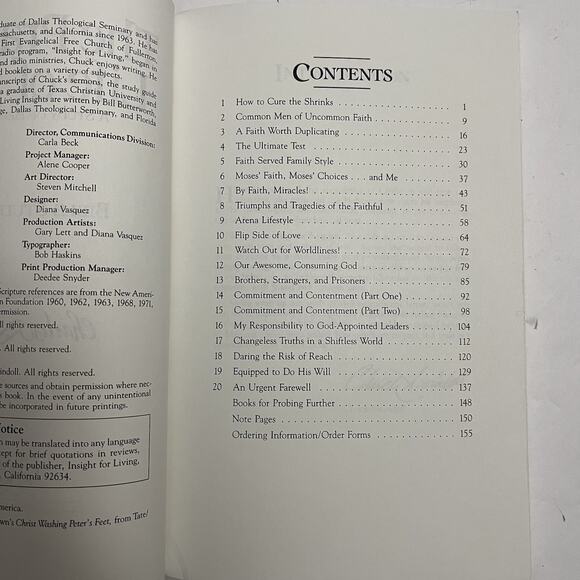 duate of Dallas Theological Seminary and has
ssachusetts, and California since 1963. He has
First Evangelical Free Church of Fullerton,
radio program, "Insight for Living," began in
and radio ministries, Chuck enjoys writing. He
d booklets on a variety of subjects.
nscripts of Chuck's sermons, the study guide
a graduate of Texas Christian University and
Living Insights are written by Bill Butterworth,
ge, Dallas Theological Seminary, and Florida
Director, Communications Division:
Carla Beck
Project Manager:
Alene Cooper
Art Director:
Steven Mitchell
Designer:
Diana Vasquez
Production Artists:
Gary Lett and Diana Vasquez
Typographer:
Bob Haskins
Print Production Manager:
Deedee Snyder
Scripture references are from the New Ameri-
n Foundation 1960, 1962, 1963, 1968, 1971,
ermission.
ll rights reserved.
. All rights reserved.
indoll. All rights reserved.
e sources and obtain permission where nec-
s book. In the event of any unintentional
be incorporated in future printings.
otice
n may be translated into any language
cept for brief quotations in reviews,
of the publisher, Insight for Living,
California 92634.
merica.
own's Christ Washing Peter's Feet, from Tate/
CONTENTS
1 How to Cure the Shrinks . . . . . . . . . . . . . . . . 1
2 Common Men of Uncommon Faith . . . . . . . . . . . . 9
3 A Faith Worth Duplicating . . . . . . . . . . . . . . . 16
4 The Ultimate Test . . . . . . . . . . . . . . . . . . . 23
5 Faith Served Family Style . . . . . . . . . . . . . . . 30
6 Moses' Faith, Moses' Choices . . . and Me . . . . . . . . 37
7 By Faith, Miracles! . . . . . . . . . . . . . . . . . . 43
8 Triumphs and Tragedies of the Faithful . . . . . . . . . 51
9 Arena Lifestyle . . . . . . . . . . . . . . . . . . . . 58
10 Flip Side of Love . . . . . . . . . . . . . . . . . . . 64
11 Watch Out for Worldliness! . . . . . . . . . . . . . . 72
12 Our Awesome, Consuming God . . . . . . . . . . . . . 79
13 Brothers, Strangers, and Prisoners . . . . . . . . . . . 85
14 Commitment and Contentment (Part One) . . . . . . . . 92
15 Commitment and Contentment (Part Two) . . . . . . . . 98
16 My Responsibility to God-Appointed Leaders . . . . . . . 104
17 Changeless Truths in a Shiftless World . . . . . . . . . 112
18 Daring the Risk of Reach . . . . . . . . . . . . . . . 120
19 Equipped to Do His Will . . . . . . . . . . . . . . . . 129
20 An Urgent Farewell . . . . . . . . . . . . . . . . . . 137
Books for Probing Further . . . . . . . . . . . . . . . 148
Note Pages . . . . . . . . . . . . . . . . . . . . . . 150
Ordering Information/Order Forms . . . . . . . . . . . 155